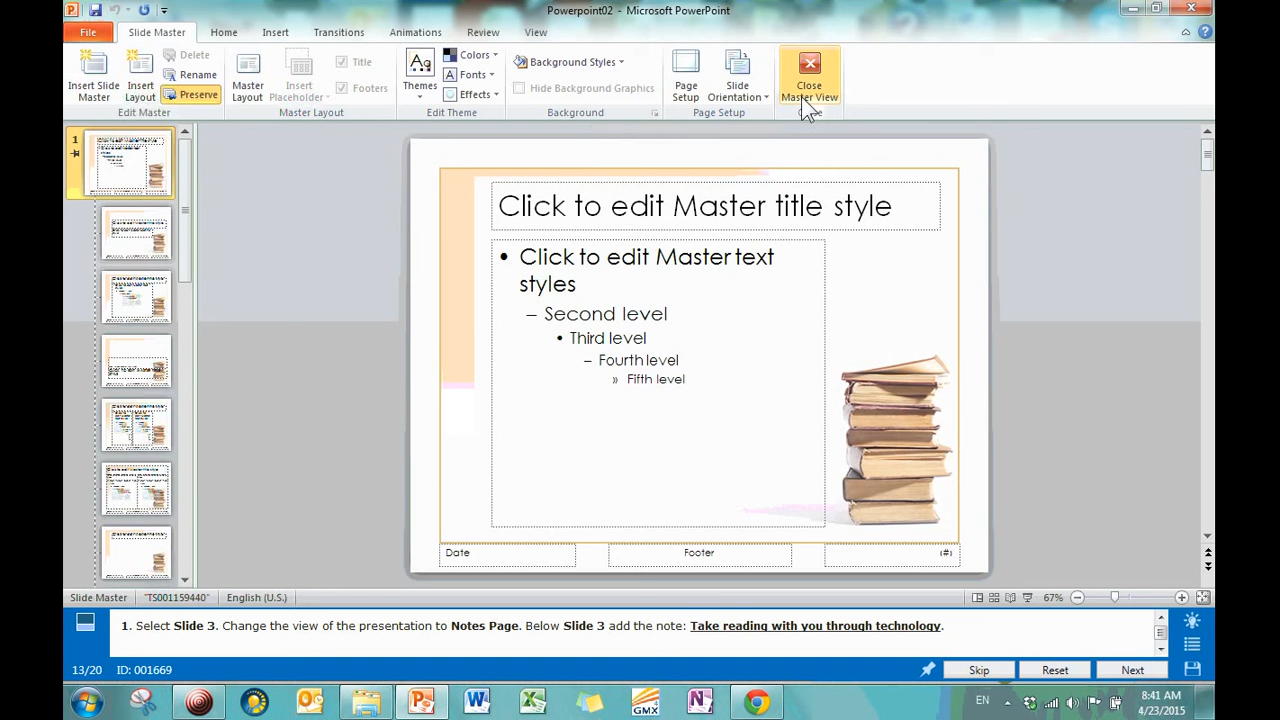 Powerpoint02 - Microsoft PowerPoint
File Slide Master Home Insert Transitions Animations Review View
Insert Slide Master
Insert Layout
Delete
Rename
Preserve
Edit Master
Master Layout
Insert Placeholder
Title
Footers
Master Layout
Themes
Colors
Fonts
Effects
Edit Theme
Background Styles
Hide Background Graphics
Background
Page Setup
Slide Orientation
Page Setup
Close Master View
1
Click to edit Master title style
• Click to edit Master text
styles
– Second level
• Third level
– Fourth level
» Fifth level
Date Footer (#)
Slide Master "TS001159440" English (U.S.) 67%
1. Select Slide 3. Change the view of the presentation to Notes Page. Below Slide 3 add the note: Take reading with you through technology.
13/20 ID: 001669 Skip Reset Next
GMX
EN 8:41 AM
4/23/2015